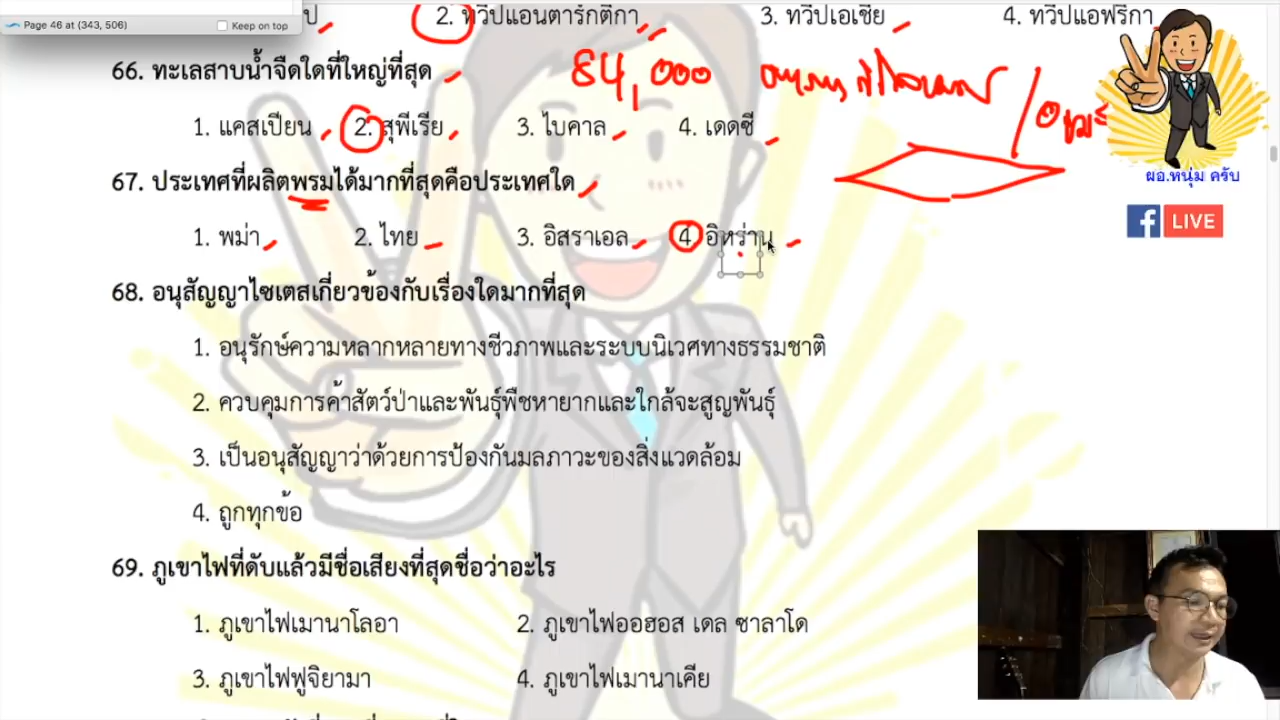 Page 46 at (343, 506)
Keep on top
ป 2. ทวีปแอนตาร์กติกา 3. ทวีปเอเชีย 4. ทวีปแอฟริกา
66. ทะเลสาบน้ำจืดใดที่ใหญ่ที่สุด 84,000
1. แคสเปียน 2. สุพีเรีย 3. ไบคาล 4. เดดซี
ผอ.หนุ่ม ครับ
67. ประเทศที่ผลิตพรมได้มากที่สุดคือประเทศใด
f LIVE
1. พม่า 2. ไทย 3. อิสราเอล 4. อิหร่าน
68. อนุสัญญาไซเตสเกี่ยวข้องกับเรื่องใดมากที่สุด
1. อนุรักษ์ความหลากหลายทางชีวภาพและระบบนิเวศทางธรรมชาติ
2. ควบคุมการค้าสัตว์ป่าและพันธุ์พืชหายากและใกล้จะสูญพันธุ์
3. เป็นอนุสัญญาว่าด้วยการป้องกันมลภาวะของสิ่งแวดล้อม
4. ถูกทุกข้อ
69. ภูเขาไฟที่ดับแล้วมีชื่อเสียงที่สุดชื่อว่าอะไร
1. ภูเขาไฟเมานาโลอา 2. ภูเขาไฟออฮอส เดล ซาลาโด
3. ภูเขาไฟฟูจิยามา 4. ภูเขาไฟเมานาเคีย